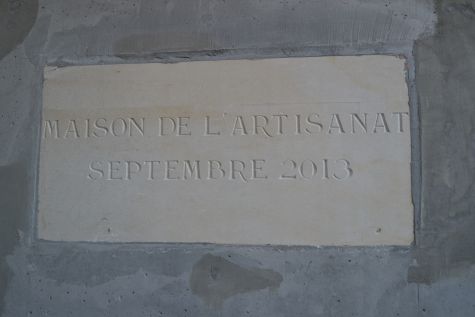 MAISON DE L'ARTISANAT
SEPTEMBRE 2013